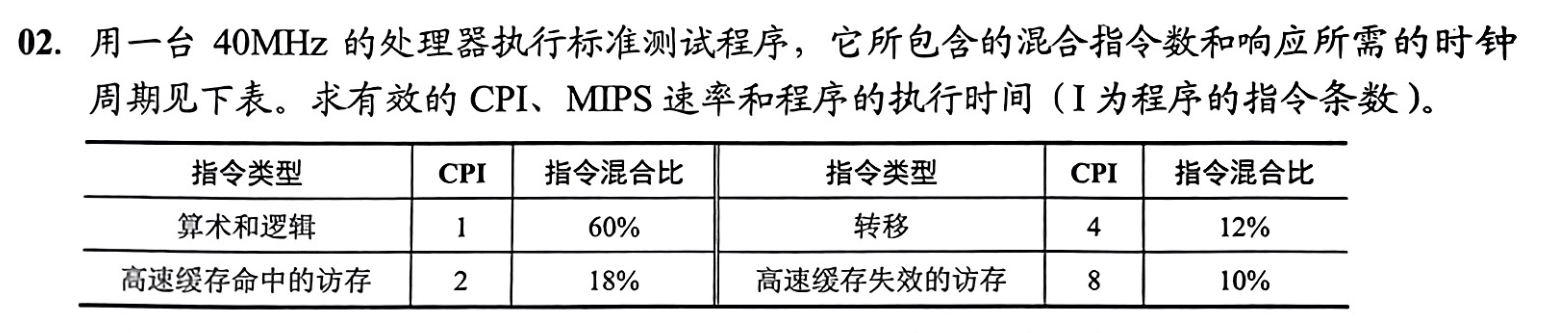 02. 用一台 40MHz 的处理器执行标准测试程序，它所包含的混合指令数和响应所需的时钟
周期见下表。求有效的 CPI、MIPS 速率和程序的执行时间（I 为程序的指令条数）。
指令类型 CPI 指令混合比 指令类型 CPI 指令混合比
算术和逻辑 1 60% 转移 4 12%
高速缓存命中的访存 2 18% 高速缓存失效的访存 8 10%